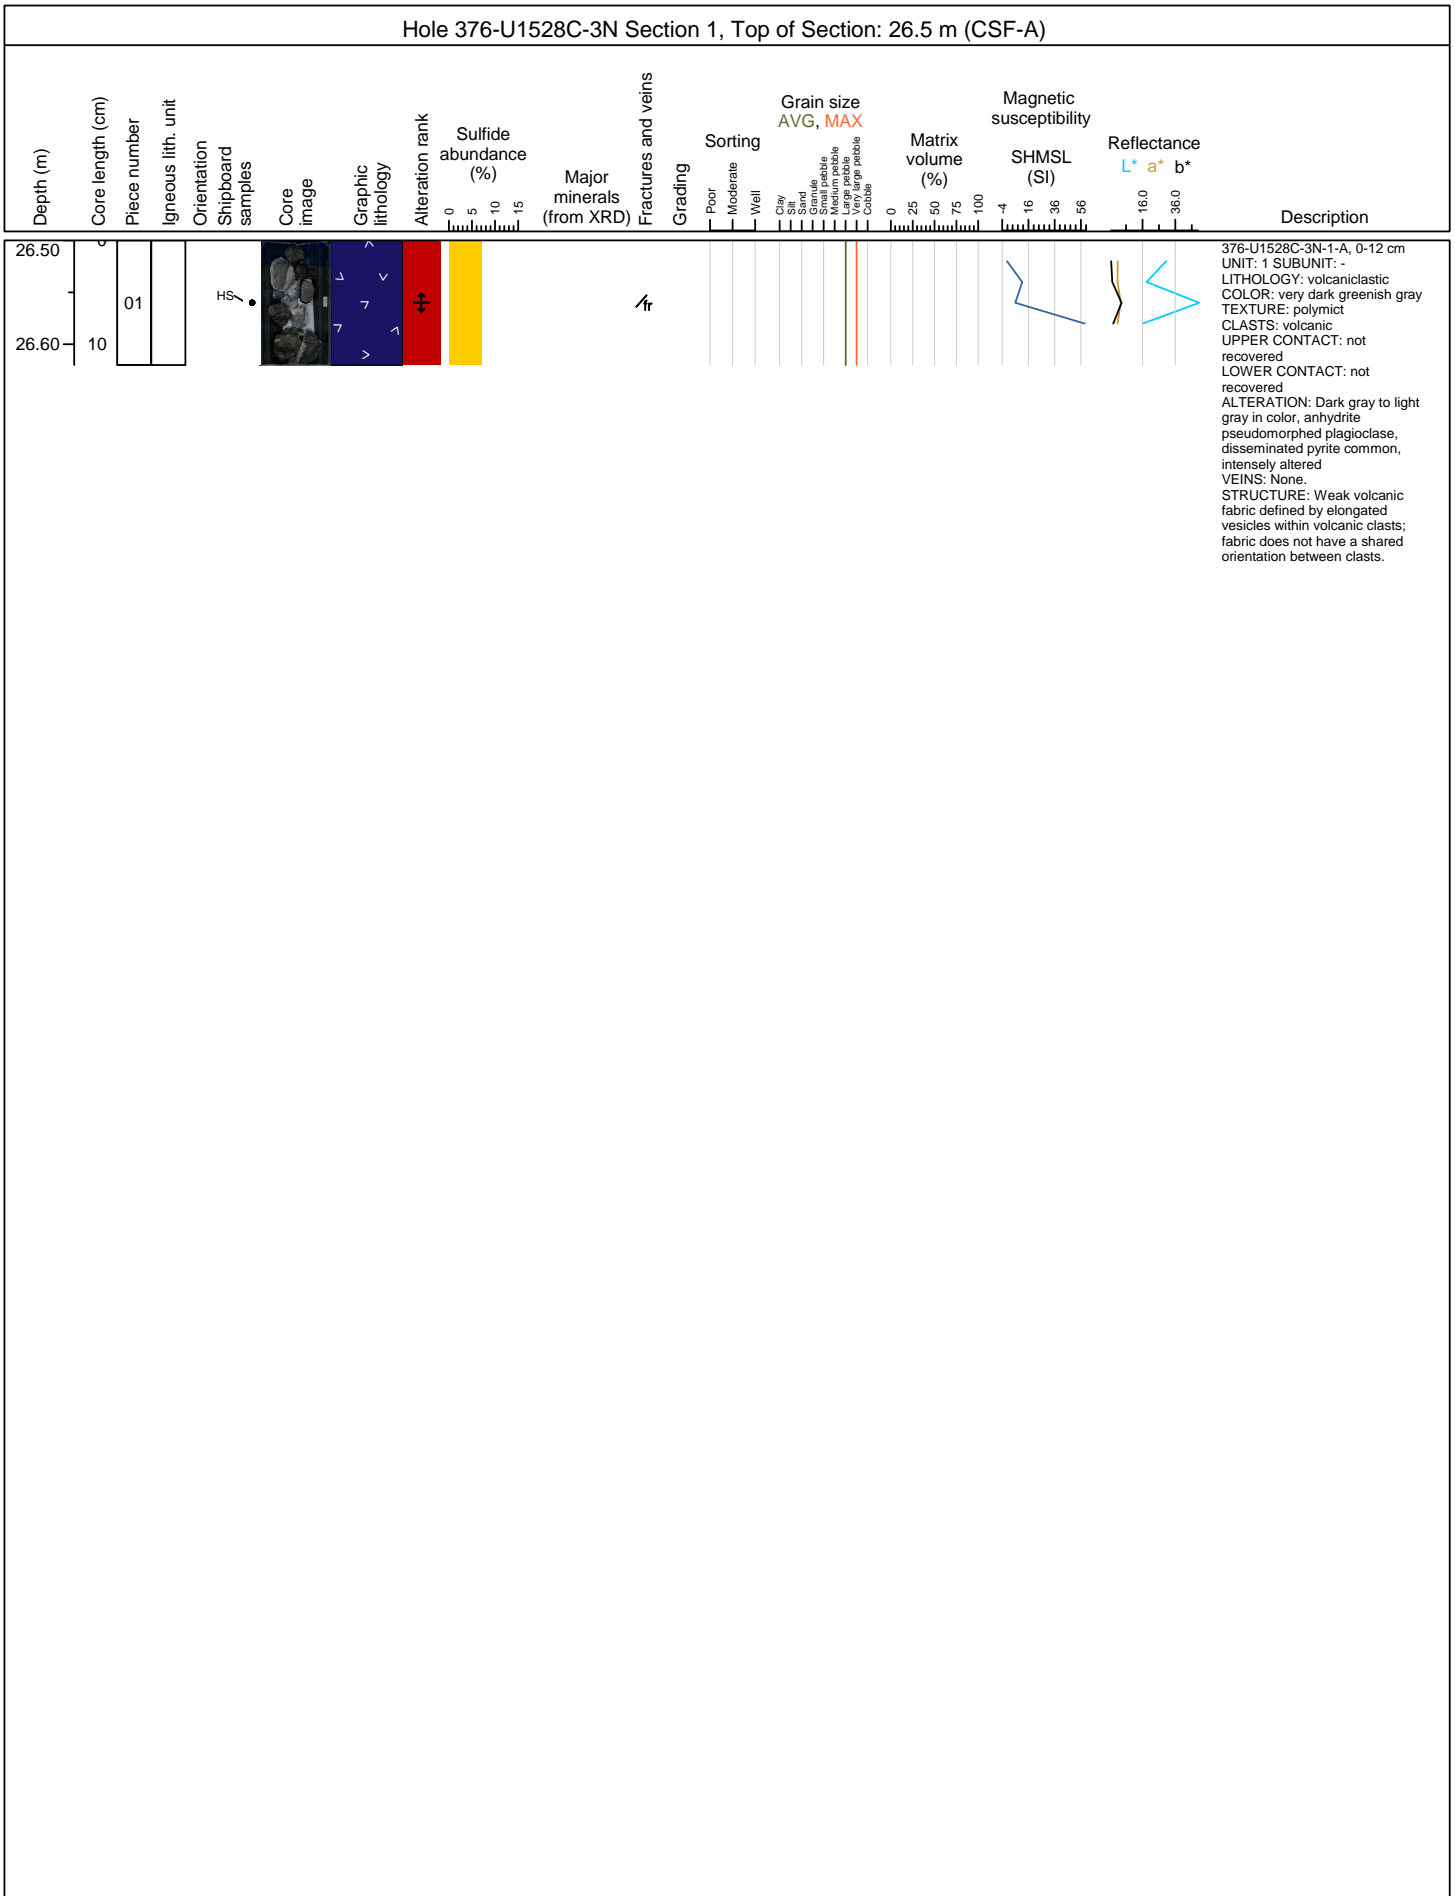 Hole 376-U1528C-3N Section 1, Top of Section: 26.5 m (CSF-A)
Depth (m)
Core length (cm)
Piece number
Igneous lith. unit
Orientation
Shipboard
samples
Core
image
Graphic
lithology
Alteration rank
Sulfide
abundance
(%)
0 5 10 15
Major
minerals
(from XRD)
Fractures and veins
Grading
Sorting
Poor
Moderate
Well
Grain size
AVG, MAX
Clay
Silt
Sand
Granule
Small pebble
Medium pebble
Large pebble
Very large pebble
Cobble
Matrix
volume
(%)
0 25 50 75 100
Magnetic
susceptibility
SHMSL
(SI)
-4 16 36 56
Reflectance
L* a* b*
16.0 36.0
Description
26.50
0
01
HS
fr
26.60
10
376-U1528C-3N-1-A, 0-12 cm
UNIT: 1 SUBUNIT: -
LITHOLOGY: volcaniclastic
COLOR: very dark greenish gray
TEXTURE: polymict
CLASTS: volcanic
UPPER CONTACT: not
recovered
LOWER CONTACT: not
recovered
ALTERATION: Dark gray to light
gray in color, anhydrite
pseudomorphed plagioclase,
disseminated pyrite common,
intensely altered
VEINS: None.
STRUCTURE: Weak volcanic
fabric defined by elongated
vesicles within volcanic clasts;
fabric does not have a shared
orientation between clasts.